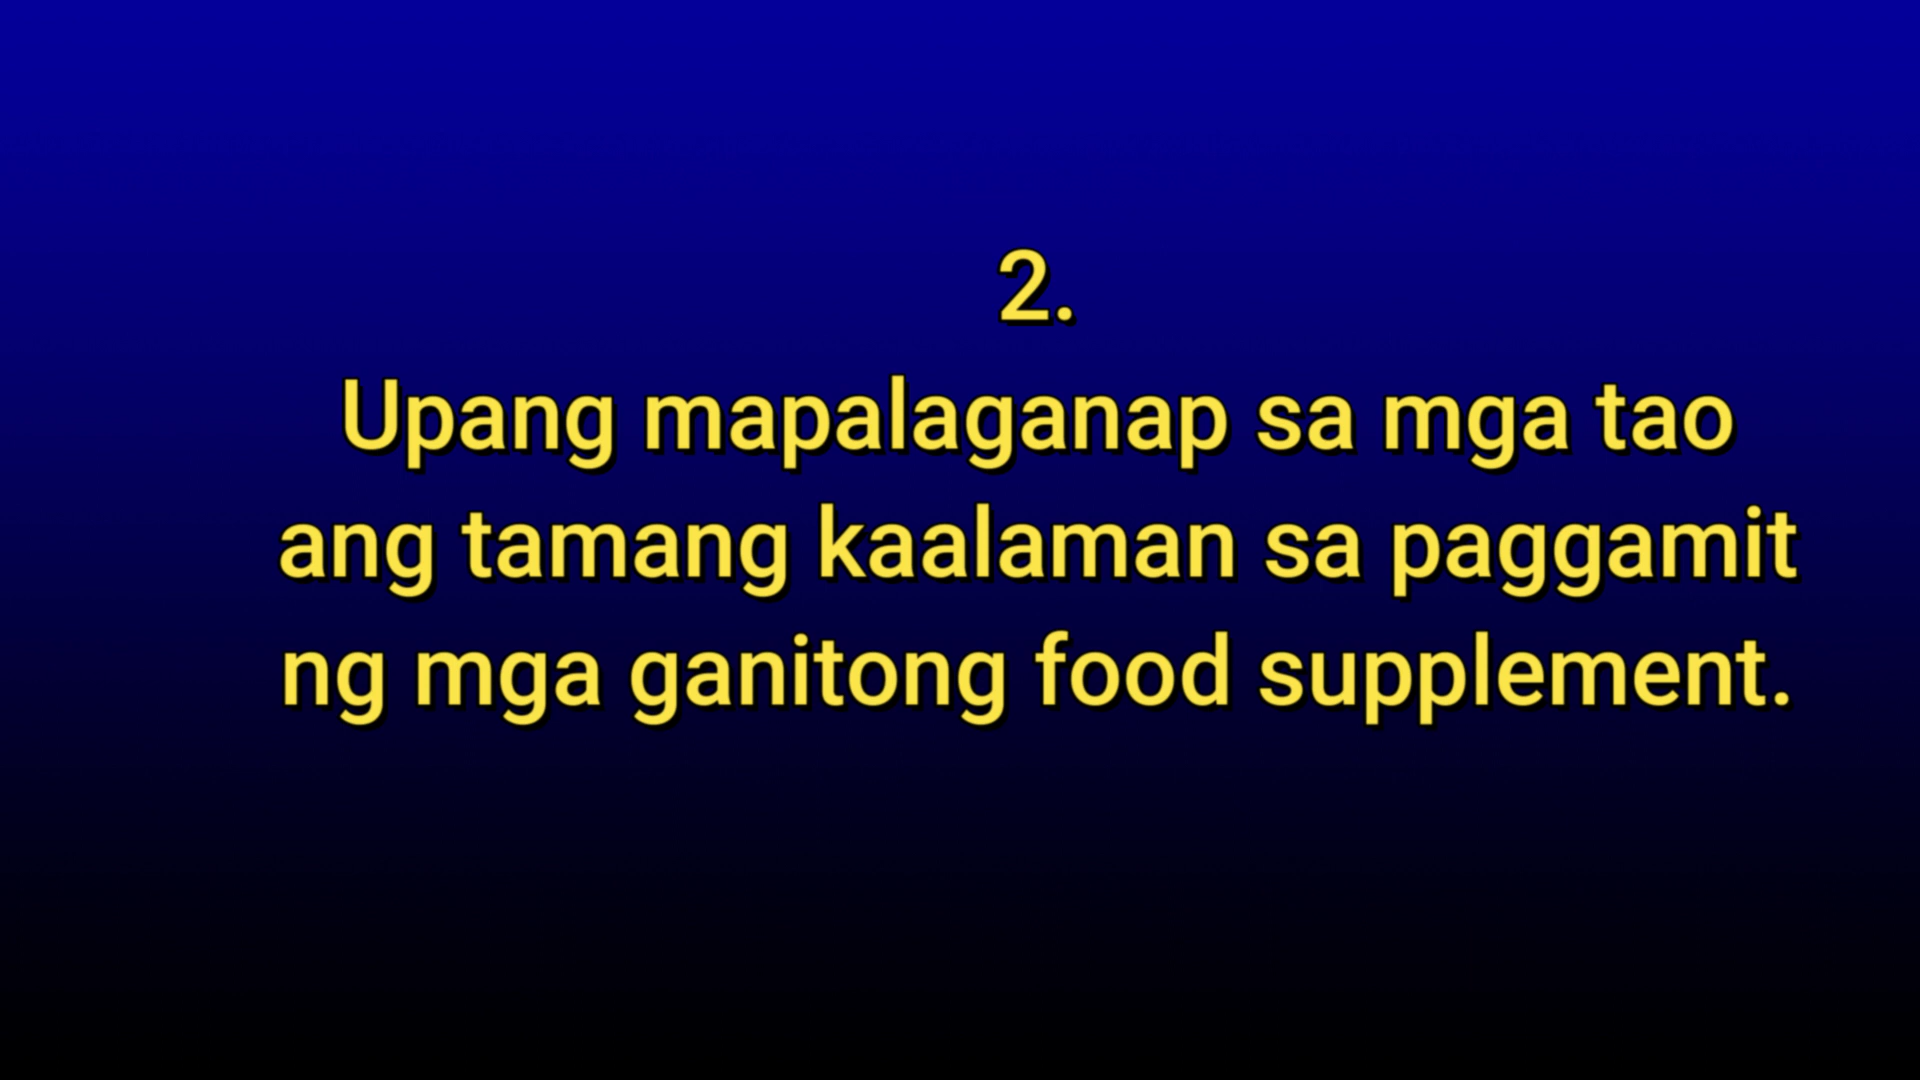 2.
Upang mapalaganap sa mga tao
ang tamang kaalaman sa paggamit
ng mga ganitong food supplement.